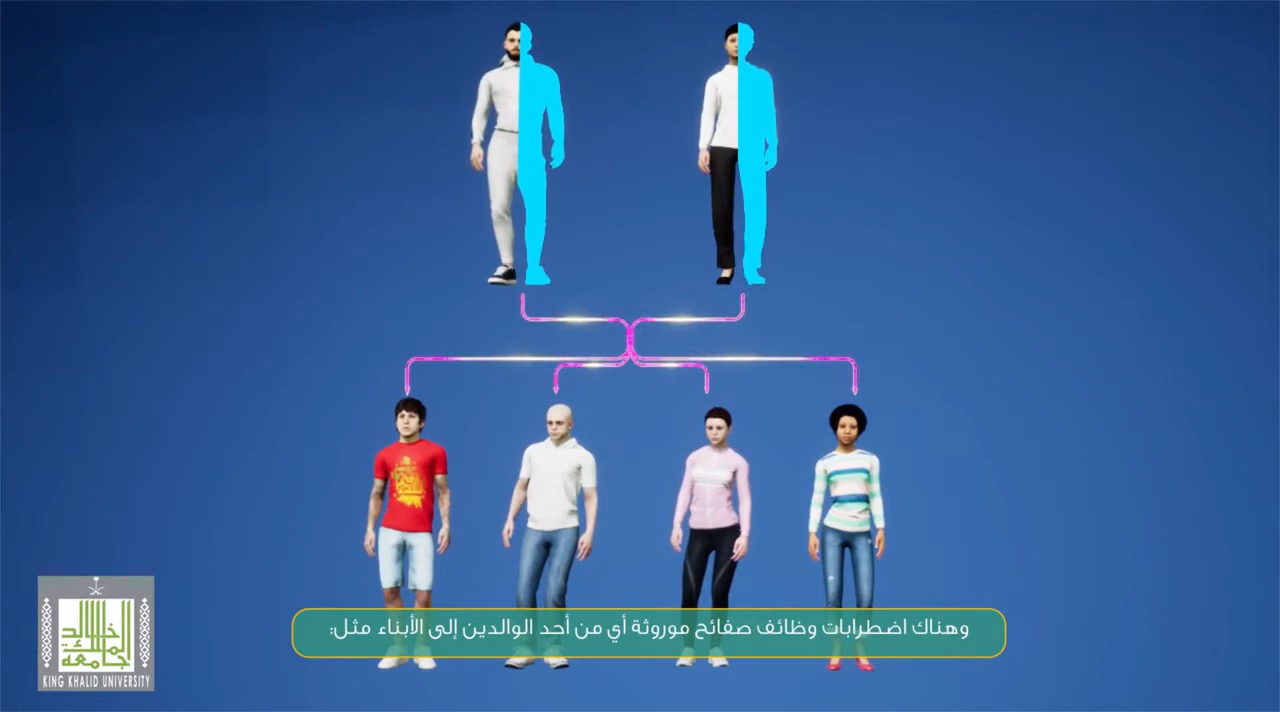 وهناك اضطرابات وظائف صفائح موروثة أي من أحد الوالدين إلى الأبناء مثل:
جامعة الملك خالد
KING KHALID UNIVERSITY